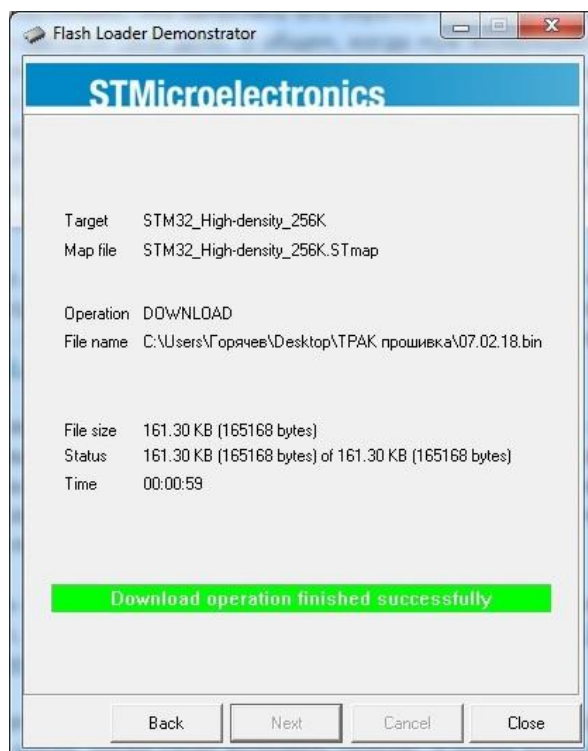 Flash Loader Demonstrator
STMicroelectronics
Target STM32_High-density_256K
Map file STM32_High-density_256K.STmap
Operation DOWNLOAD
File name C:\Users\Горячев\Desktop\ТРАК прошивка\07.02.18.bin
File size 161.30 KB (165168 bytes)
Status 161.30 KB (165168 bytes) of 161.30 KB (165168 bytes)
Time 00:00:59
Download operation finished successfully
Back Next Cancel Close